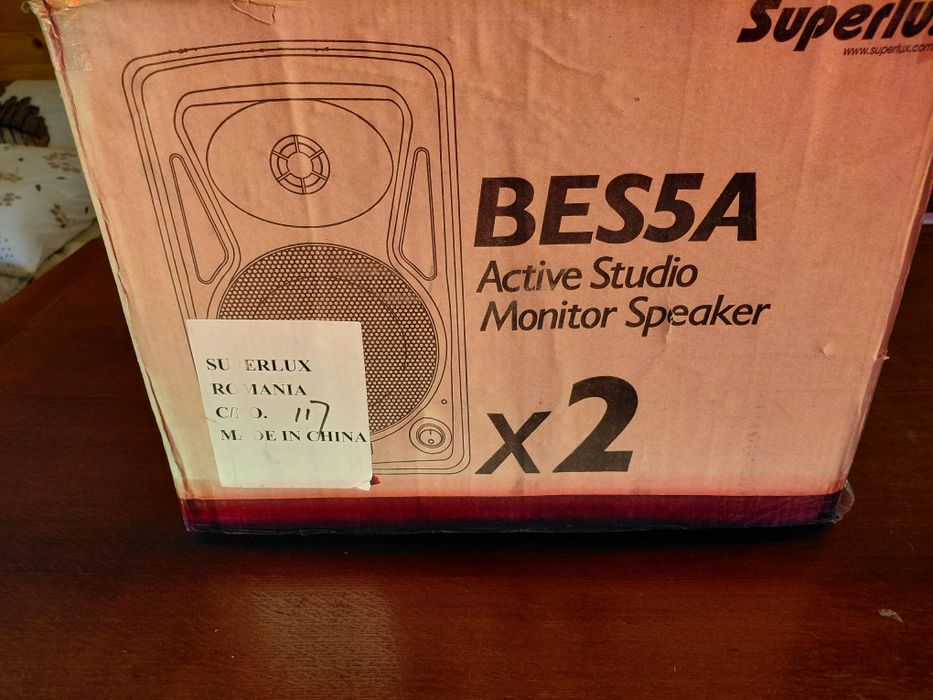 Superlux
www.superlux.com
BES5A
Active Studio
Monitor Speaker
x2
SUPERLUX
ROMANIA
C/NO. 117
MADE IN CHINA